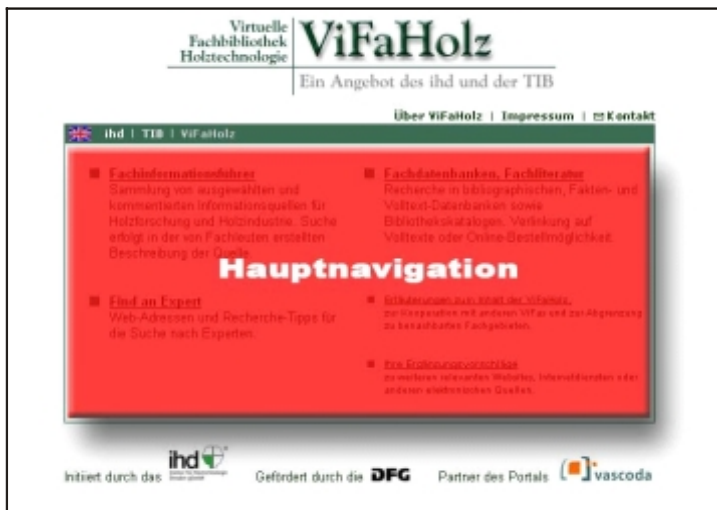 Virtuelle
Fachbibliothek
Holztechnologie
ViFaHolz
Ein Angebot des ihd und der TIB
Über ViFaHolz | Impressum | Kontakt
ihd | TIB | ViFaHolz
Fachinformationsführer
Sammlung von ausgewählten und
kommentierten Informationsquellen für
Holzforschung und Holzindustrie. Suche
erfolgt in der von Fachleuten erstellten
Beschreibung der Quelle
Fachdatenbanken, Fachliteratur
Recherche in bibliographischen, Fakten- und
Volltext-Datenbanken sowie
Bibliothekskatalogen. Verlinkung auf
Volltexte oder Online-Bestellmöglichkeit.
Hauptnavigation
Find an Expert
Web-Adressen und Recherche-Tipps für
die Suche nach Experten.
Erläuterungen zum Inhalt der ViFaHolz,
zur Kooperation mit anderen ViFas und zur Abgrenzung
zu benachbarten Fachgebieten.
Ihre Ergänzungsvorschläge
zu weiteren relevanten Websites, Internetdiensten oder
anderen elektronischen Quellen.
Initiiert durch das ihd
Gefördert durch die DFG
Partner des Portals vascoda